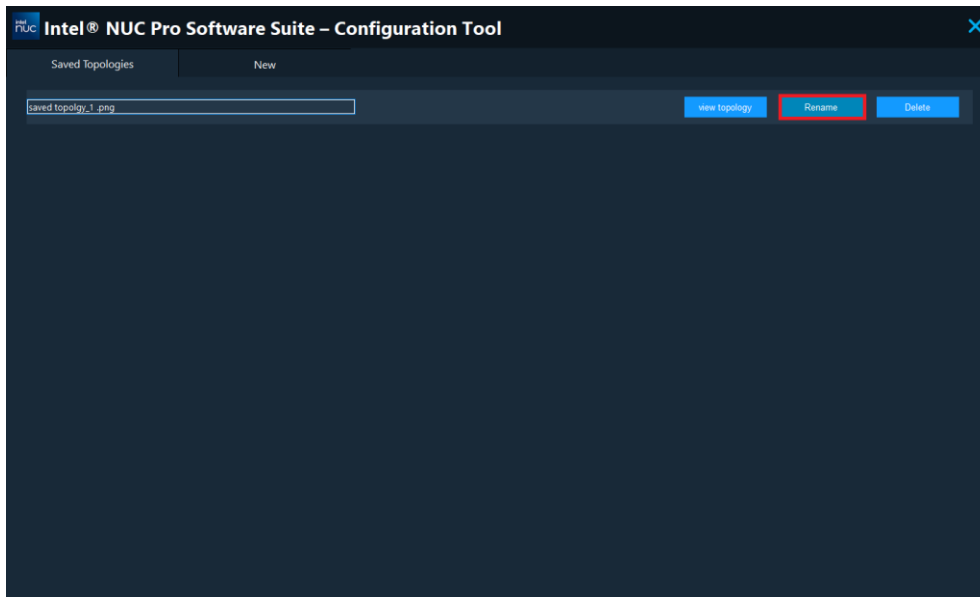 intel
nuc
Intel® NUC Pro Software Suite – Configuration Tool
Saved Topologies New
saved topolgy_1 .png view topology Rename Delete